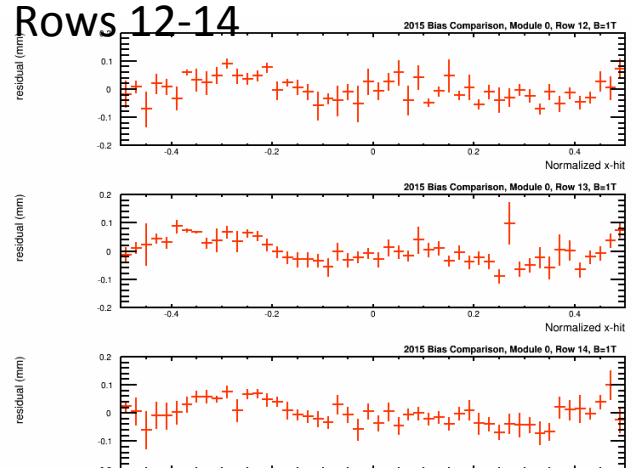 Rows 12-14
2015 Bias Comparison, Module 0, Row 12, B=1T
residual (mm)
0.2
0.1
0
-0.1
-0.2
-0.4
-0.2
0
0.2
0.4
Normalized x-hit
2015 Bias Comparison, Module 0, Row 13, B=1T
residual (mm)
0.2
0.1
0
-0.1
-0.2
-0.4
-0.2
0
0.2
0.4
Normalized x-hit
2015 Bias Comparison, Module 0, Row 14, B=1T
residual (mm)
0.2
0.1
0
-0.1